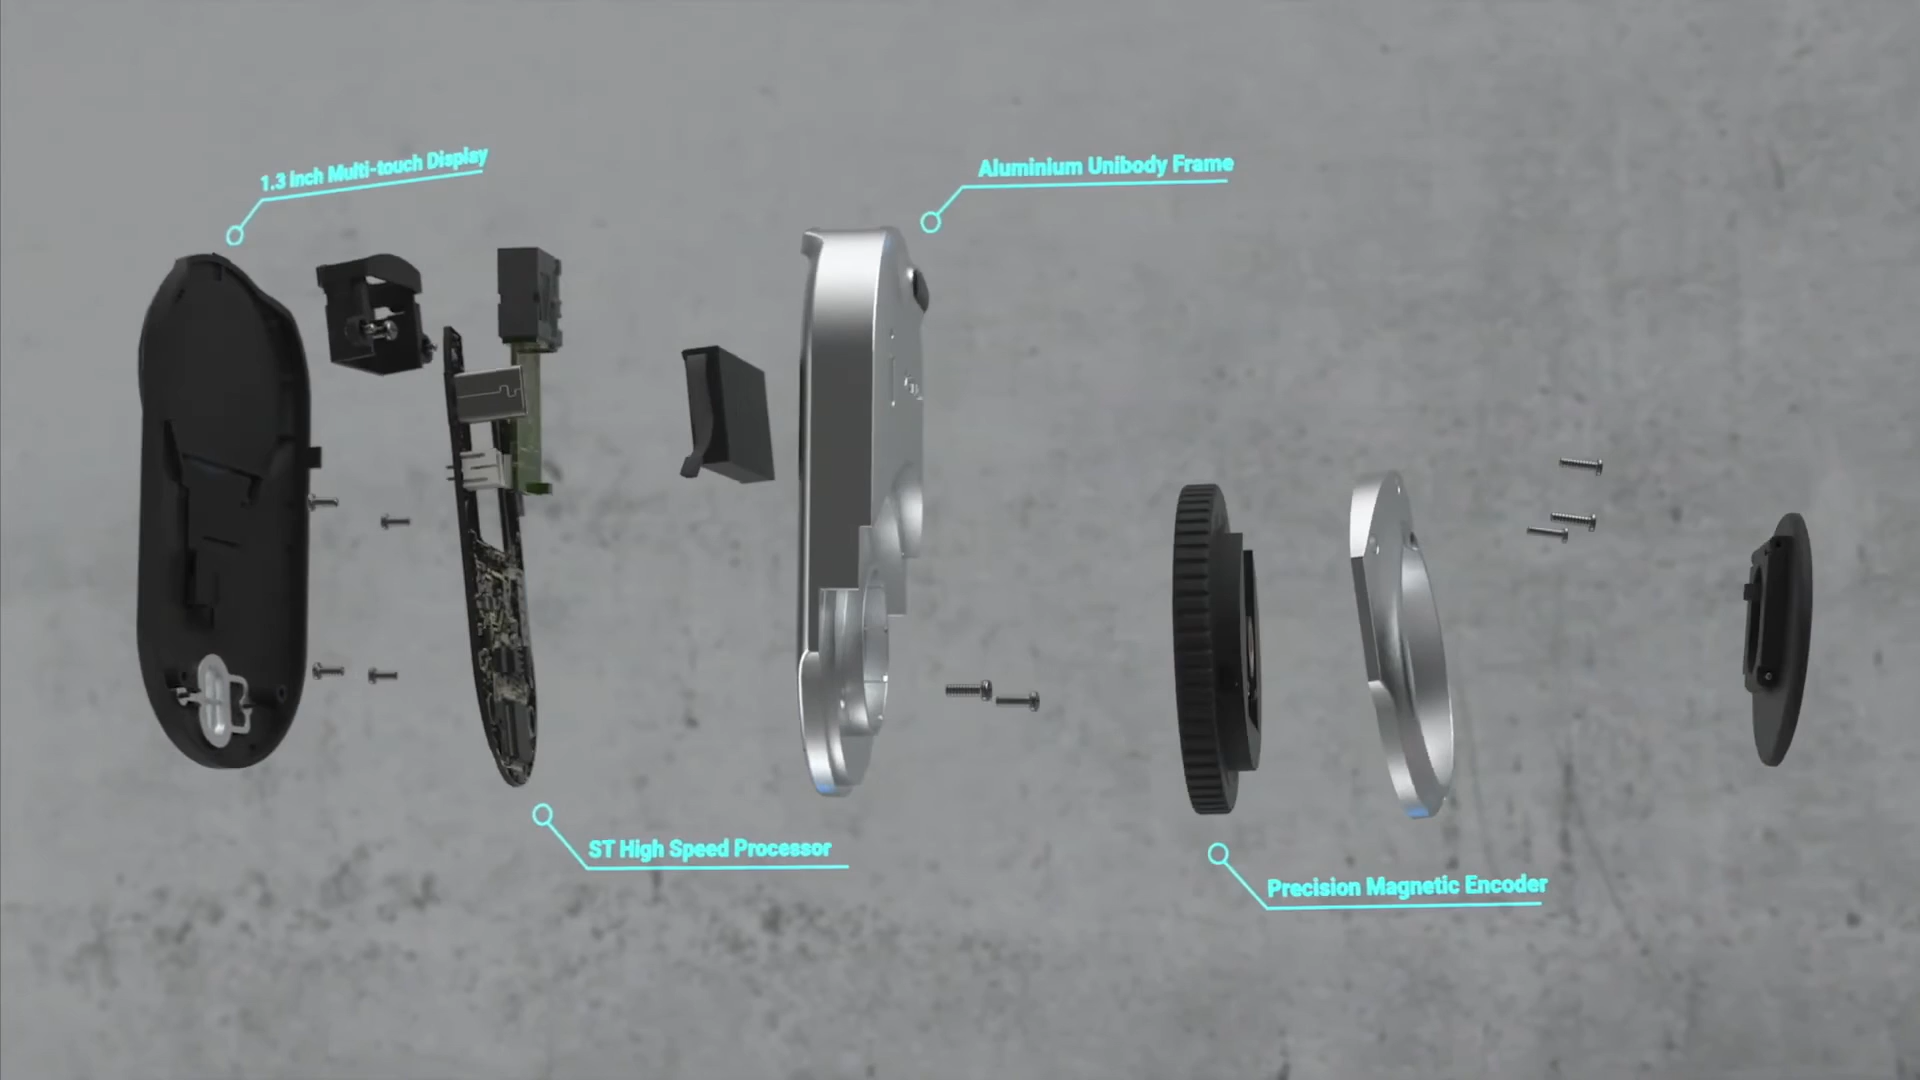 1.3 inch Multi-touch Display
Aluminium Unibody Frame
ST High Speed Processor
Precision Magnetic Encoder